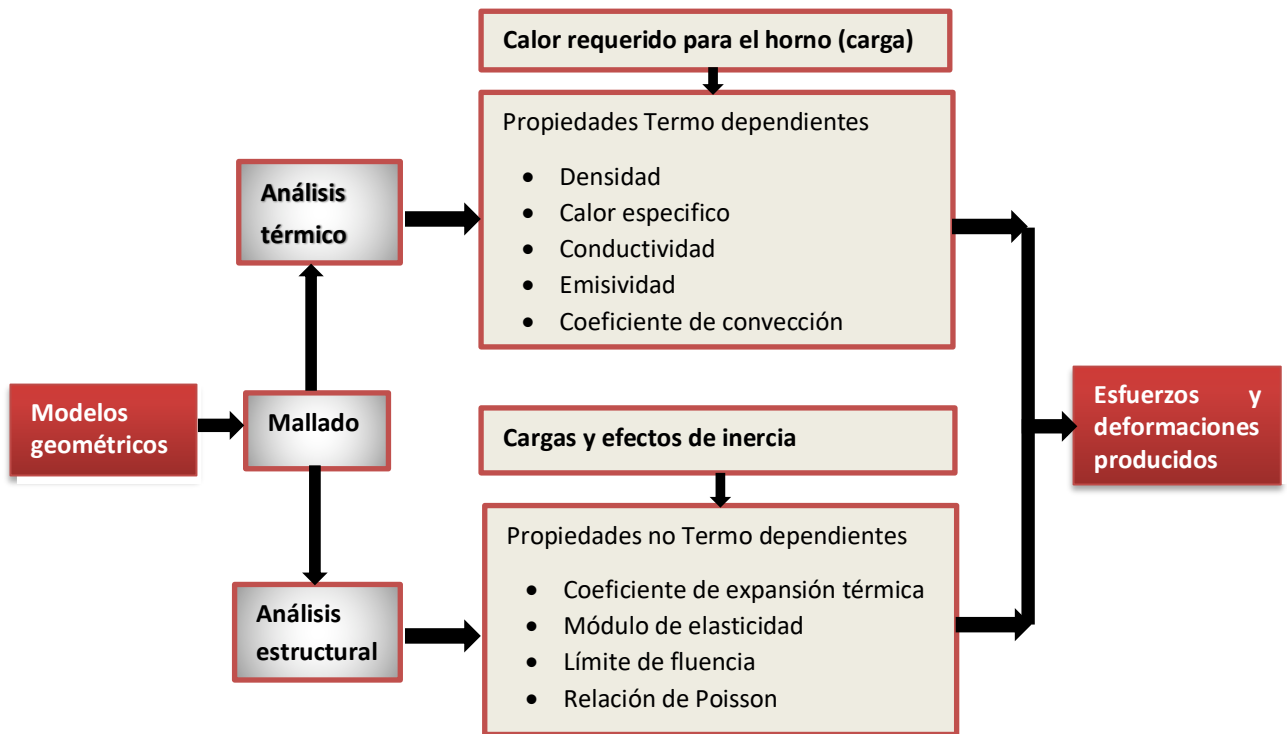 Calor requerido para el horno (carga)
Propiedades Termo dependientes
• Densidad
• Calor especifico
• Conductividad
• Emisividad
• Coeficiente de convección
Análisis
térmico
Modelos
geométricos
Mallado
Cargas y efectos de inercia
Propiedades no Termo dependientes
• Coeficiente de expansión térmica
• Módulo de elasticidad
• Límite de fluencia
• Relación de Poisson
Análisis
estructural
Esfuerzos y
deformaciones
producidos